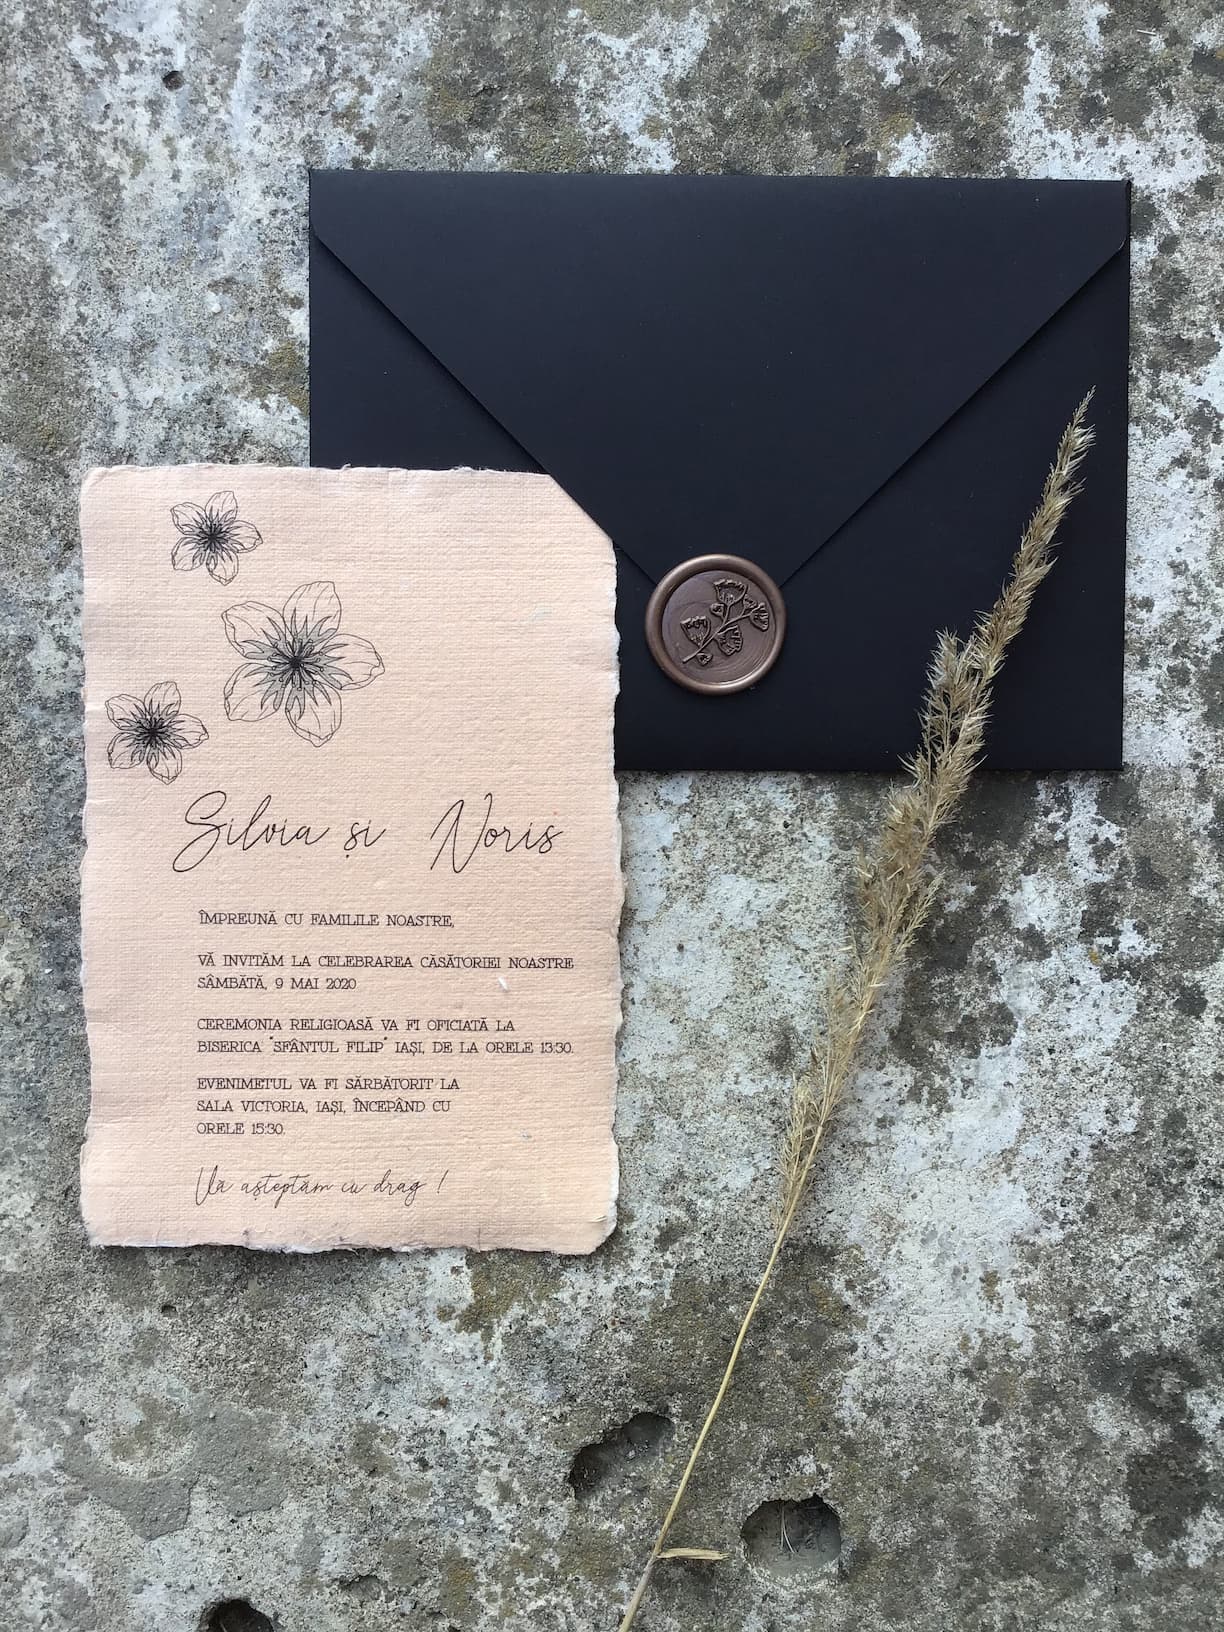 Silvia și Noris
ÎMPREUNĂ CU FAMILILE NOASTRE,
VĂ INVITĂM LA CELEBRAREA CĂSĂTORIEI NOASTRE
SÂMBĂTĂ, 9 MAI 2020
CEREMONIA RELIGIOASĂ VA FI OFICIATĂ LA
BISERICA "SFÂNTUL FILIP" IAȘI, DE LA ORELE 13:30.
EVENIMETUL VA FI SĂRBĂTORIT LA
SALA VICTORIA, IAȘI, ÎNCEPÂND CU
ORELE 15:30.
Vă așteptăm cu drag !